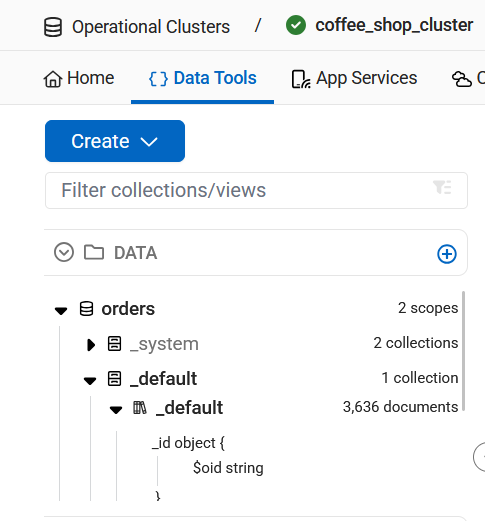 Operational Clusters / coffee_shop_cluster
Home Data Tools App Services
Create
Filter collections/views
DATA
orders 2 scopes
_system 2 collections
_default 1 collection
_default 3,636 documents
_id object {
$oid string
}